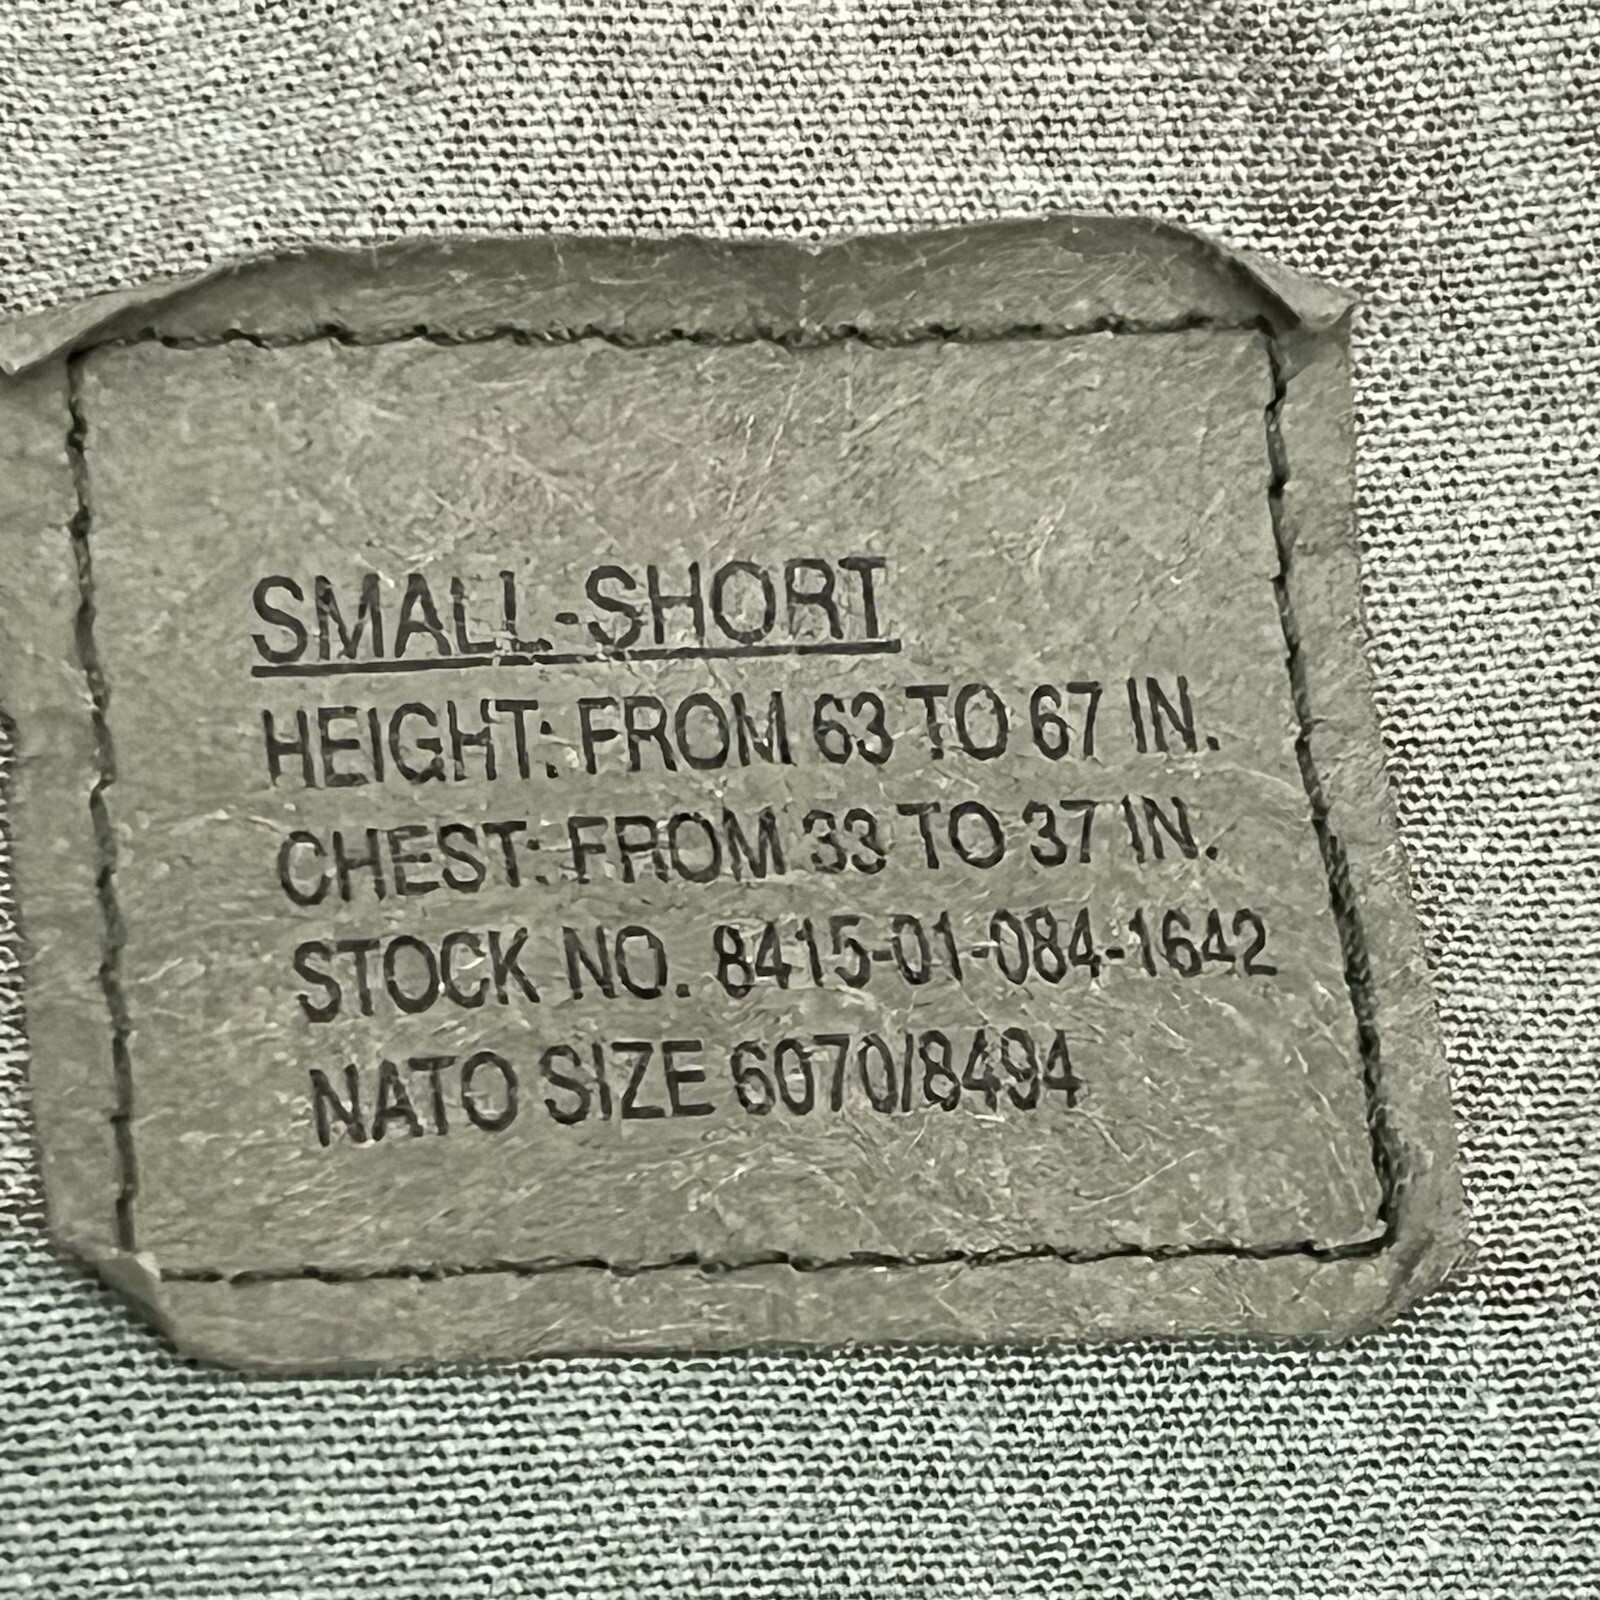 SMALL-SHORT
HEIGHT: FROM 63 TO 67 IN.
CHEST: FROM 33 TO 37 IN.
STOCK NO. 8415-01-084-1642
NATO SIZE 6070/8494